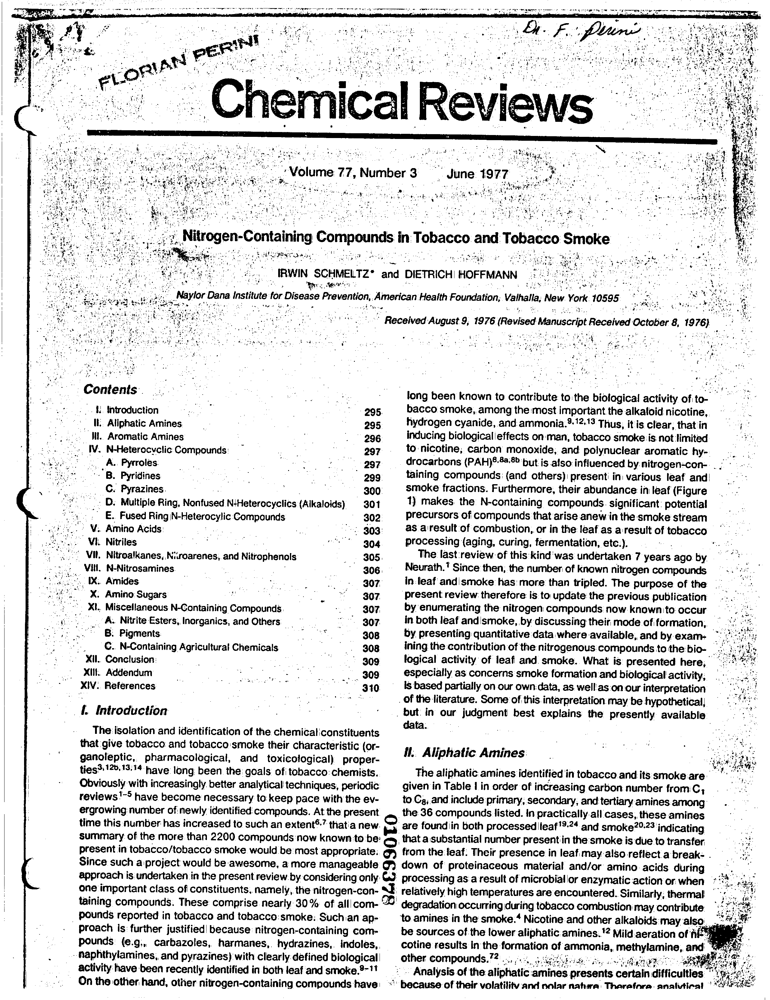 Dr. F. Perini
FLORIAN PERINI
Chemical Reviews
Volume 77, Number 3 June 1977
Nitrogen-Containing Compounds in Tobacco and Tobacco Smoke
IRWIN SCHMELTZ* and DIETRICH HOFFMANN
Naylor Dana Institute for Disease Prevention, American Health Foundation, Valhalla, New York 10595
Received August 9, 1976 (Revised Manuscript Received October 8, 1976)
Contents
I. Introduction 295
II. Aliphatic Amines 295
III. Aromatic Amines 296
IV. N-Heterocyclic Compounds 297
A. Pyrroles 297
B. Pyridines 299
C. Pyrazines 300
D. Multiple Ring, Nonfused N-Heterocyclics (Alkaloids) 301
E. Fused Ring N-Heterocylic Compounds 302
V. Amino Acids 303
VI. Nitriles 304
VII. Nitroalkanes, Nitroarenes, and Nitrophenols 305
VIII. N-Nitrosamines 306
IX. Amides 307
X. Amino Sugars 307
XI. Miscellaneous N-Containing Compounds 307
A. Nitrite Esters, Inorganics, and Others 307
B. Pigments 308
C. N-Containing Agricultural Chemicals 308
XII. Conclusion 309
XIII. Addendum 309
XIV. References 310
I. Introduction
The isolation and identification of the chemical constituents
that give tobacco and tobacco smoke their characteristic (or-
ganoleptic, pharmacological, and toxicological) proper-
ties3,12b,13,14 have long been the goals of tobacco chemists.
Obviously with increasingly better analytical techniques, periodic
reviews1-5 have become necessary to keep pace with the ev-
ergrowing number of newly identified compounds. At the present
time this number has increased to such an extent6,7 that a new
summary of the more than 2200 compounds now known to be
present in tobacco/tobacco smoke would be most appropriate.
Since such a project would be awesome, a more manageable
approach is undertaken in the present review by considering only
one important class of constituents, namely, the nitrogen-con-
taining compounds. These comprise nearly 30% of all com-
pounds reported in tobacco and tobacco smoke. Such an ap-
proach is further justified because nitrogen-containing com-
pounds (e.g., carbazoles, harmanes, hydrazines, indoles,
naphthylamines, and pyrazines) with clearly defined biological
activity have been recently identified in both leaf and smoke.9-11
On the other hand, other nitrogen-containing compounds have
long been known to contribute to the biological activity of to-
bacco smoke, among the most important the alkaloid nicotine,
hydrogen cyanide, and ammonia.9,12,13 Thus, it is clear, that in
inducing biological effects on man, tobacco smoke is not limited
to nicotine, carbon monoxide, and polynuclear aromatic hy-
drocarbons (PAH)8,8a,8b but is also influenced by nitrogen-con-
taining compounds (and others) present in various leaf and
smoke fractions. Furthermore, their abundance in leaf (Figure
1) makes the N-containing compounds significant potential
precursors of compounds that arise anew in the smoke stream
as a result of combustion, or in the leaf as a result of tobacco
processing (aging, curing, fermentation, etc.).
The last review of this kind was undertaken 7 years ago by
Neurath.1 Since then, the number of known nitrogen compounds
in leaf and smoke has more than tripled. The purpose of the
present review therefore is to update the previous publication
by enumerating the nitrogen compounds now known to occur
in both leaf and smoke, by discussing their mode of formation,
by presenting quantitative data where available, and by exam-
ining the contribution of the nitrogenous compounds to the bio-
logical activity of leaf and smoke. What is presented here,
especially as concerns smoke formation and biological activity,
is based partially on our own data, as well as on our interpretation
of the literature. Some of this interpretation may be hypothetical,
but in our judgment best explains the presently available
data.
II. Aliphatic Amines
The aliphatic amines identified in tobacco and its smoke are
given in Table I in order of increasing carbon number from C1
to C8, and include primary, secondary, and tertiary amines among
the 36 compounds listed. In practically all cases, these amines
are found in both processed leaf19,24 and smoke20,23 indicating
that a substantial number present in the smoke is due to transfer
from the leaf. Their presence in leaf may also reflect a break-
down of proteinaceous material and/or amino acids during
processing as a result of microbial or enzymatic action or when
relatively high temperatures are encountered. Similarly, thermal
degradation occurring during tobacco combustion may contribute
to amines in the smoke.4 Nicotine and other alkaloids may also
be sources of the lower aliphatic amines.12 Mild aeration of ni-
cotine results in the formation of ammonia, methylamine, and
other compounds.72
Analysis of the aliphatic amines presents certain difficulties
because of their volatility and polar nature. Therefore, analytical
01066378